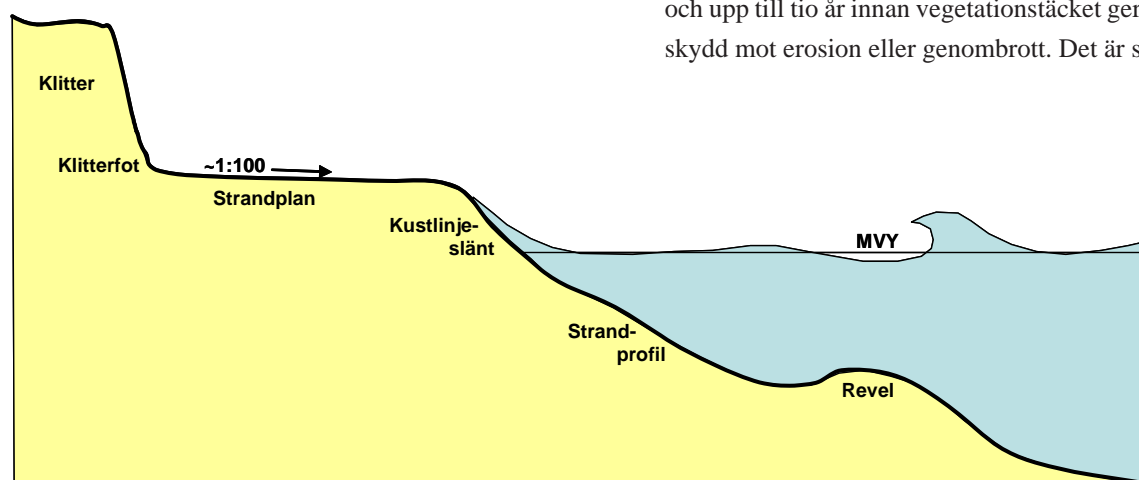 och upp till tio år innan vegetationstäcket ger
skydd mot erosion eller genombrott. Det är s
Klitter
Klitterfot
~1:100
Strandplan
Kustlinje-
slänt
MVY
Strand-
profil
Revel